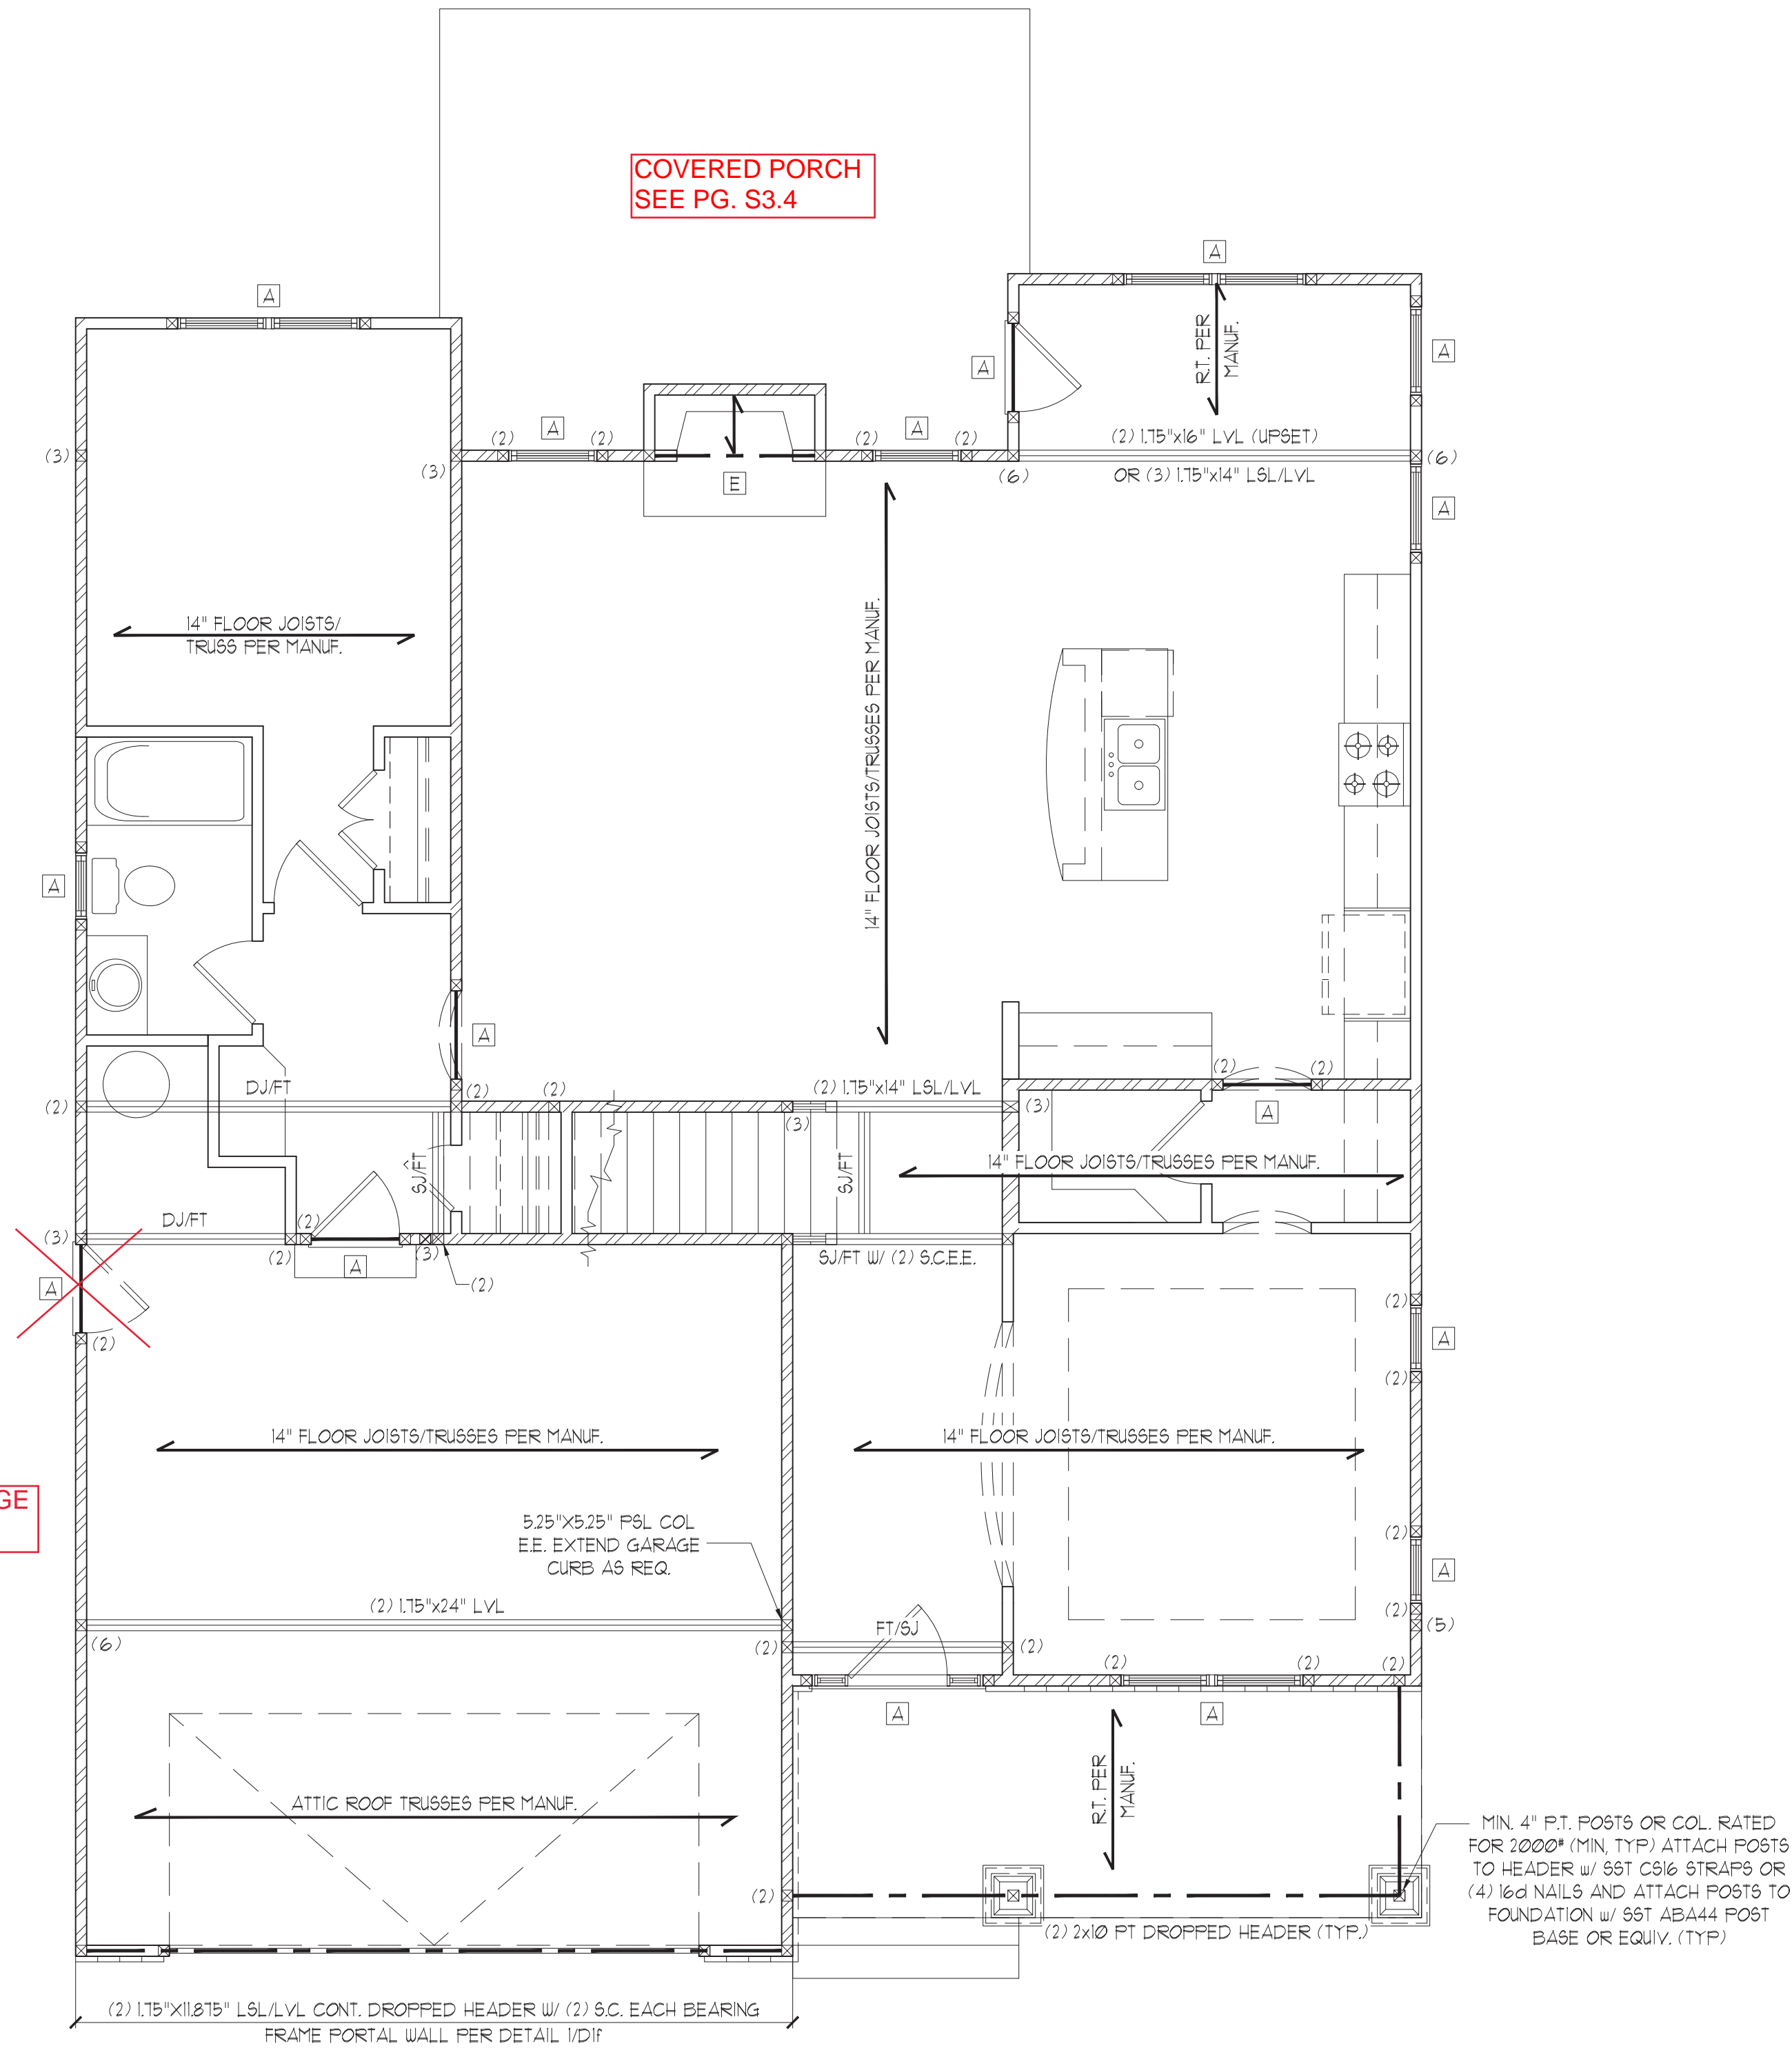 COVERED PORCH
SEE PG. S3.4
A
A
R.T. PER
MANUF.
A
A
(2)
A
(2)
(2)
A
(2)
(2) 1.75"x16" LVL (UPSET)
(3)
(3)
E
(6)
OR (3) 1.75"x14" LSL/LVL
(6)
A
14" FLOOR JOISTS/
TRUSS PER MANUF.
14" FLOOR JOISTS/TRUSSES PER MANUF.
A
A
DJ/FT
(2)
(2)
(2)
(2) 1.75"x14" LSL/LVL
(2)
(2)
(2)
(3)
(3)
A
SJ/FT
SJ/FT
14" FLOOR JOISTS/TRUSSES PER MANUF.
DJ/FT
(3)
(2)
(2)
A
(3)
(2)
SJ/FT W/ (2) S.C.E.E.
A
(2)
(2)
A
(2)
14" FLOOR JOISTS/TRUSSES PER MANUF.
14" FLOOR JOISTS/TRUSSES PER MANUF.
GE
5.25"X5.25" PSL COL
E.E. EXTEND GARAGE
CURB AS REQ.
(2)
A
(2) 1.75"x24" LVL
(6)
(2)
FT/SJ
(2)
(2)
(5)
(2)
(2)
(2)
A
A
R.T. PER
MANUF.
ATTIC ROOF TRUSSES PER MANUF.
(2)
(2) 2x10 PT DROPPED HEADER (TYP.)
MIN. 4" P.T. POSTS OR COL. RATED
FOR 2000# (MIN, TYP) ATTACH POSTS
TO HEADER w/ SST CS16 STRAPS OR
(4) 16d NAILS AND ATTACH POSTS TO
FOUNDATION w/ SST ABA44 POST
BASE OR EQUIV. (TYP)
(2) 1.75"X11.875" LSL/LVL CONT. DROPPED HEADER W/ (2) S.C. EACH BEARING
FRAME PORTAL WALL PER DETAIL 1/D1f